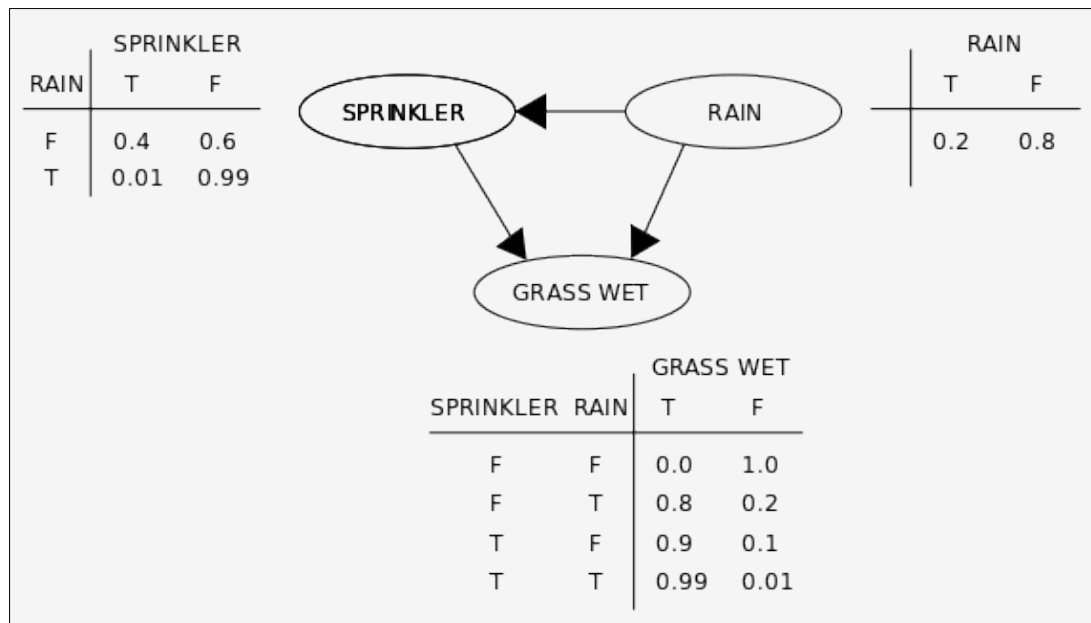 SPRINKLER
RAIN T F
F 0.4 0.6
T 0.01 0.99
SPRINKLER
RAIN
RAIN
T F
0.2 0.8
GRASS WET
GRASS WET
SPRINKLER RAIN T F
F F 0.0 1.0
F T 0.8 0.2
T F 0.9 0.1
T T 0.99 0.01